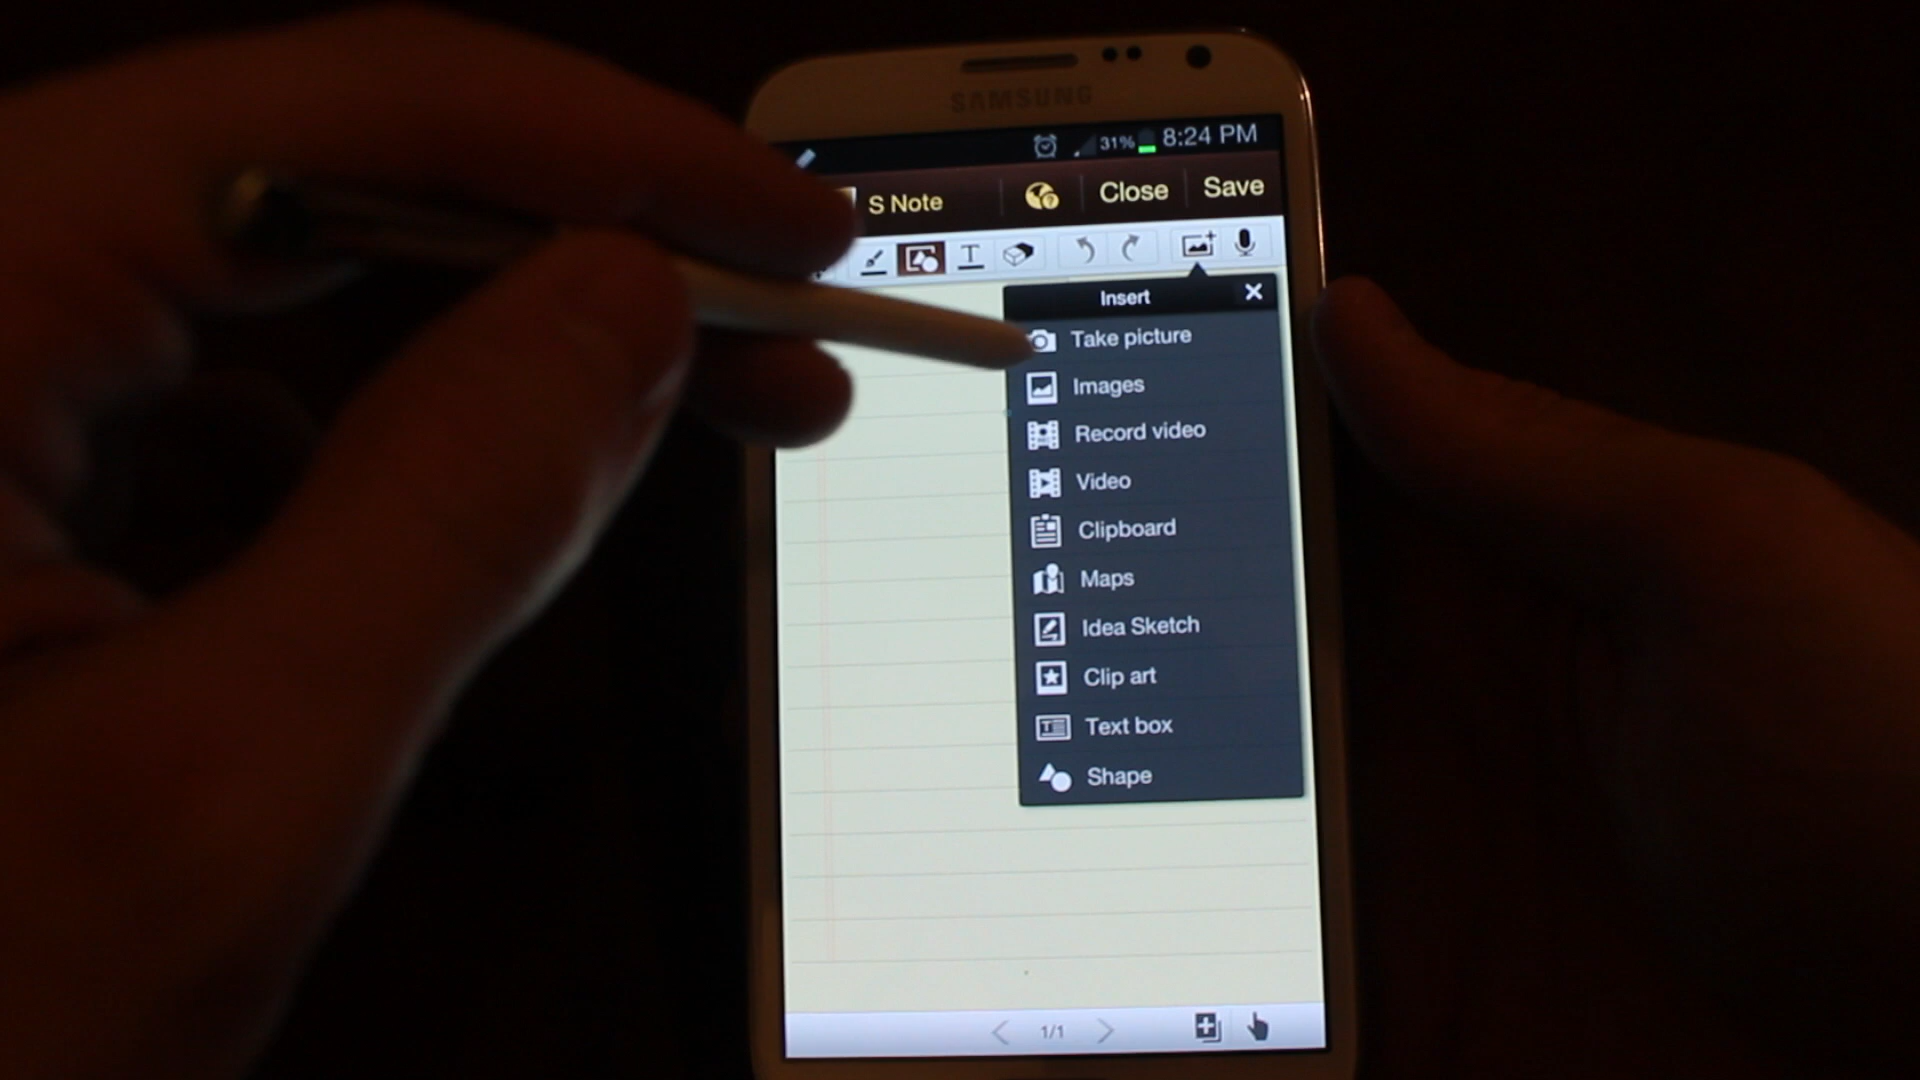 SAMSUNG
31% 8:24 PM
S Note Close Save
T
Insert
Take picture
Images
Record video
Video
Clipboard
Maps
Idea Sketch
Clip art
Text box
Shape
1/1